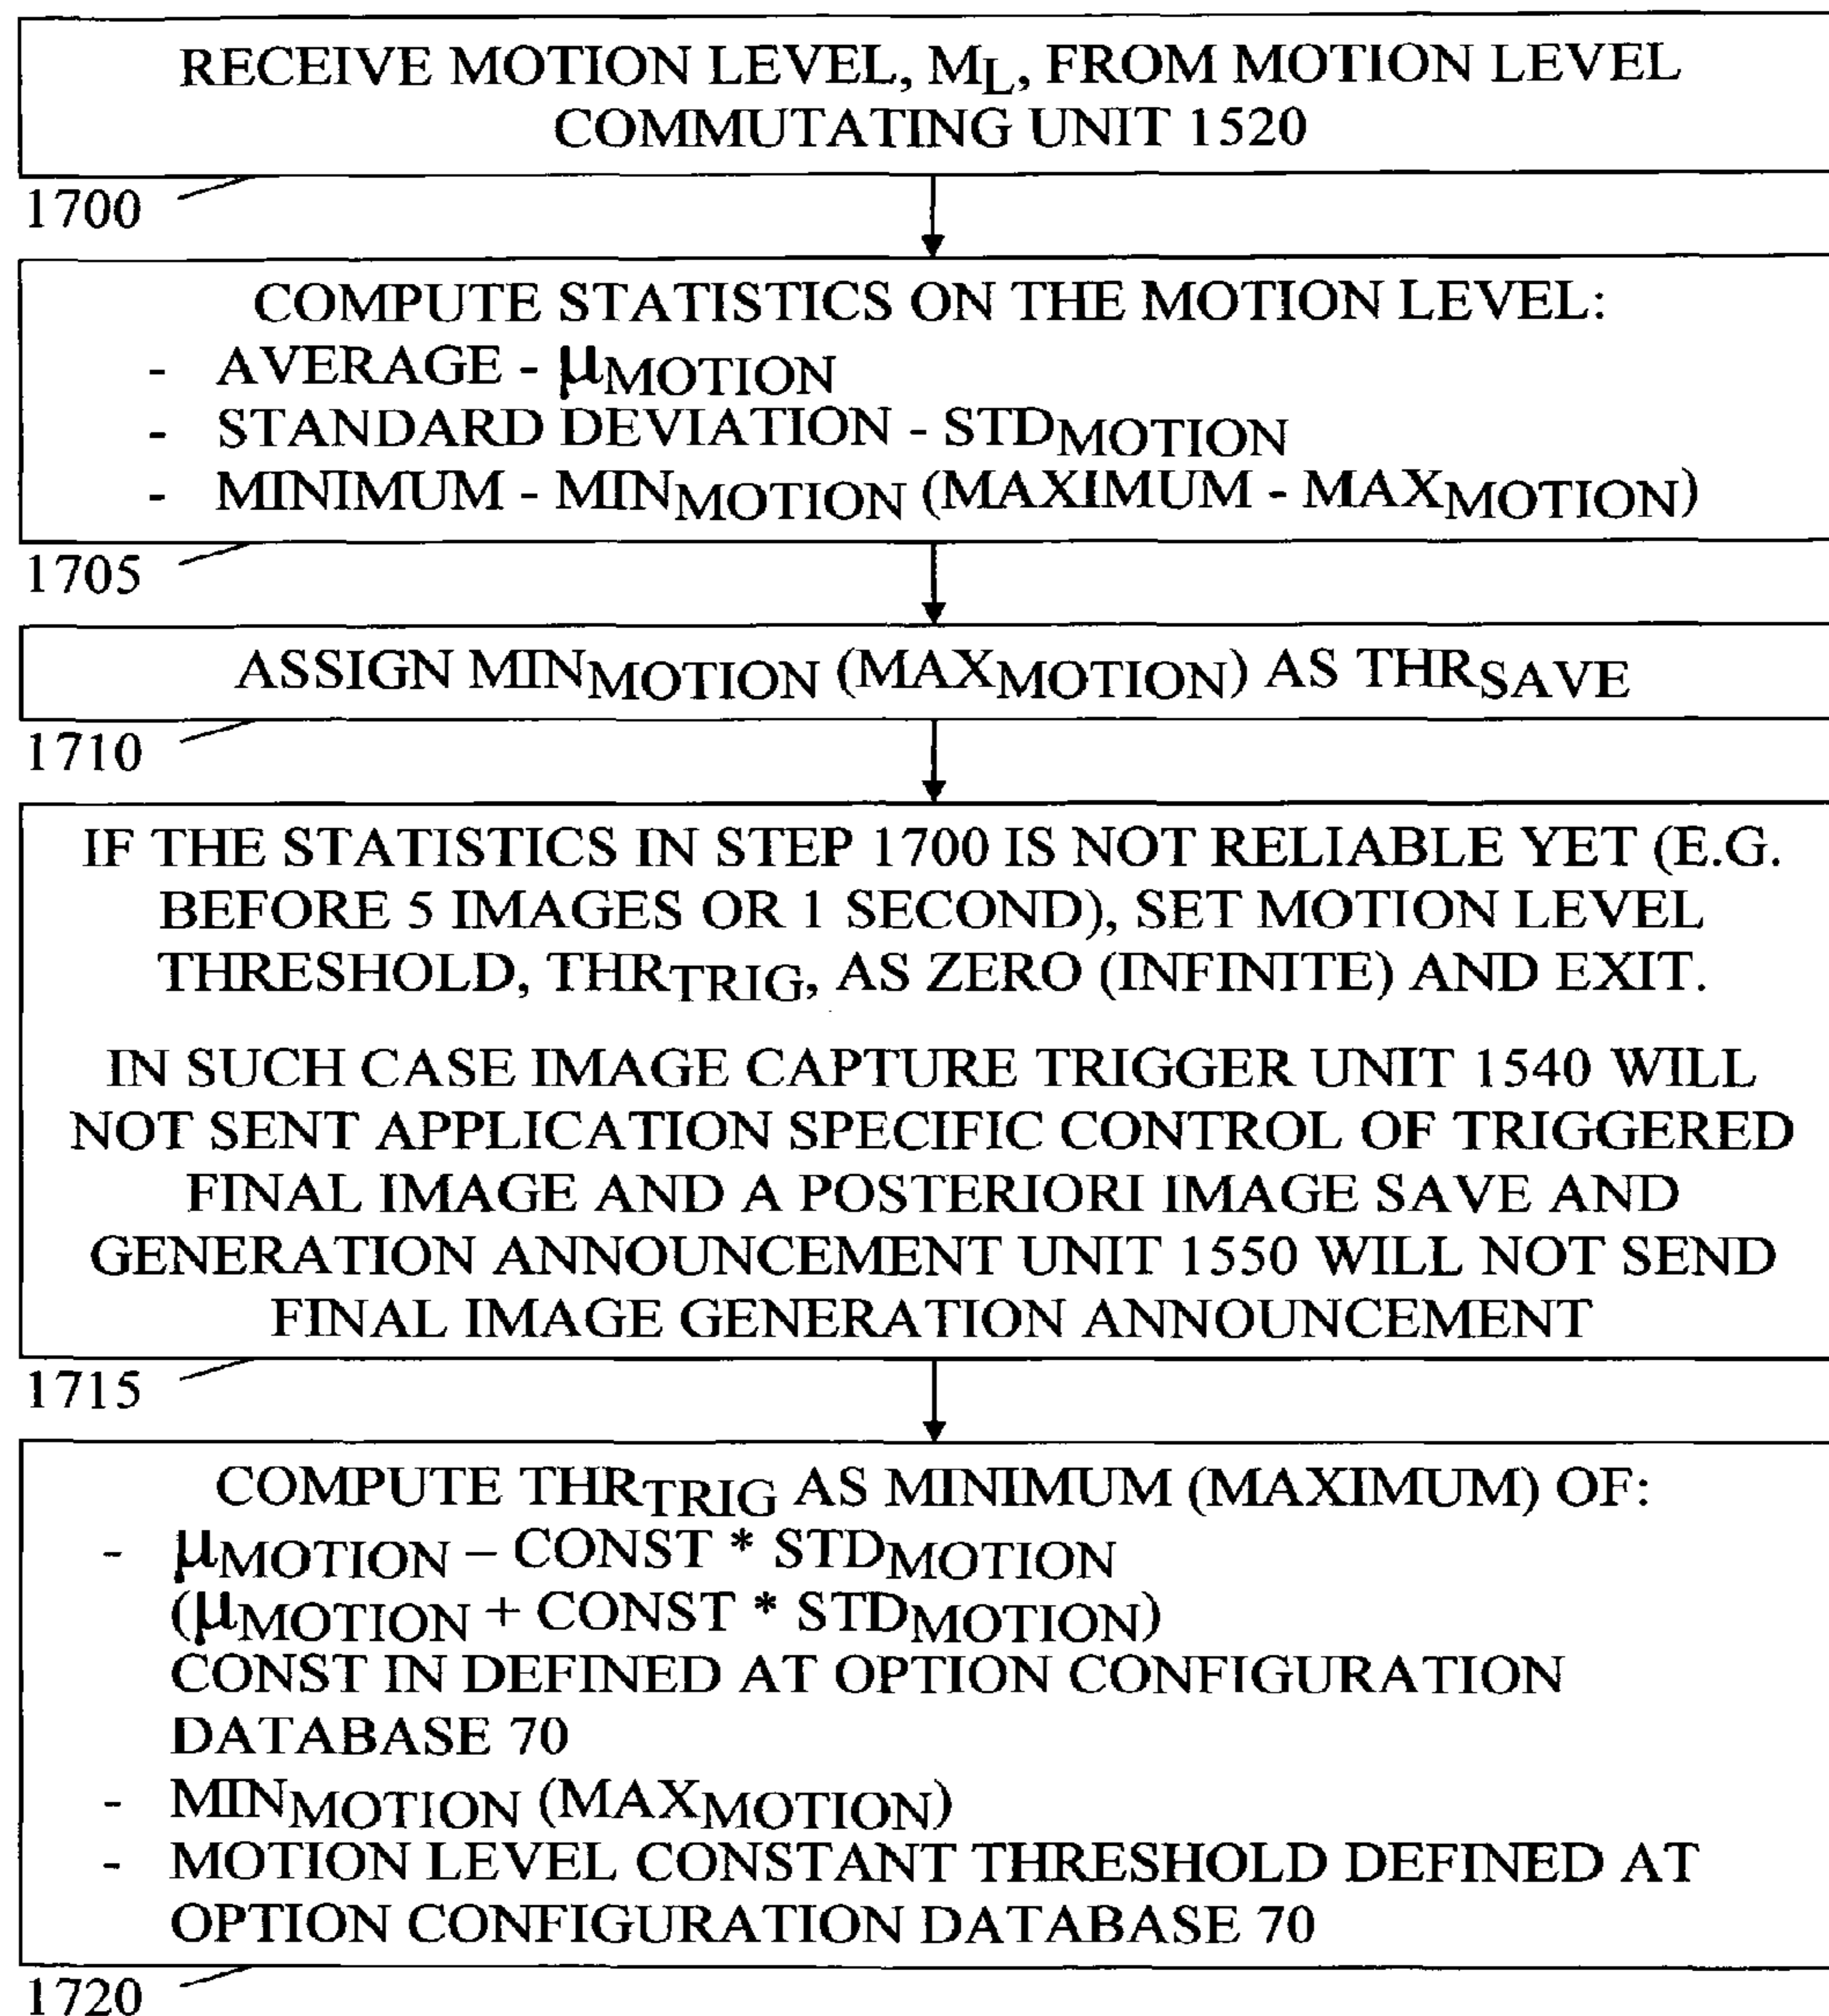 RECEIVE MOTION LEVEL, ML, FROM MOTION LEVEL
COMMUTATING UNIT 1520
1700
COMPUTE STATISTICS ON THE MOTION LEVEL:
- AVERAGE - μMOTION
- STANDARD DEVIATION - STDMOTION
- MINIMUM - MINMOTION (MAXIMUM - MAXMOTION)
1705
ASSIGN MINMOTION (MAXMOTION) AS THRSAVE
1710
IF THE STATISTICS IN STEP 1700 IS NOT RELIABLE YET (E.G.
BEFORE 5 IMAGES OR 1 SECOND), SET MOTION LEVEL
THRESHOLD, THRTRIG, AS ZERO (INFINITE) AND EXIT.
IN SUCH CASE IMAGE CAPTURE TRIGGER UNIT 1540 WILL
NOT SENT APPLICATION SPECIFIC CONTROL OF TRIGGERED
FINAL IMAGE AND A POSTERIORI IMAGE SAVE AND
GENERATION ANNOUNCEMENT UNIT 1550 WILL NOT SEND
FINAL IMAGE GENERATION ANNOUNCEMENT
1715
COMPUTE THRTRIG AS MINIMUM (MAXIMUM) OF:
- μMOTION – CONST * STDMOTION
(μMOTION + CONST * STDMOTION)
CONST IN DEFINED AT OPTION CONFIGURATION
DATABASE 70
- MINMOTION (MAXMOTION)
- MOTION LEVEL CONSTANT THRESHOLD DEFINED AT
OPTION CONFIGURATION DATABASE 70
1720